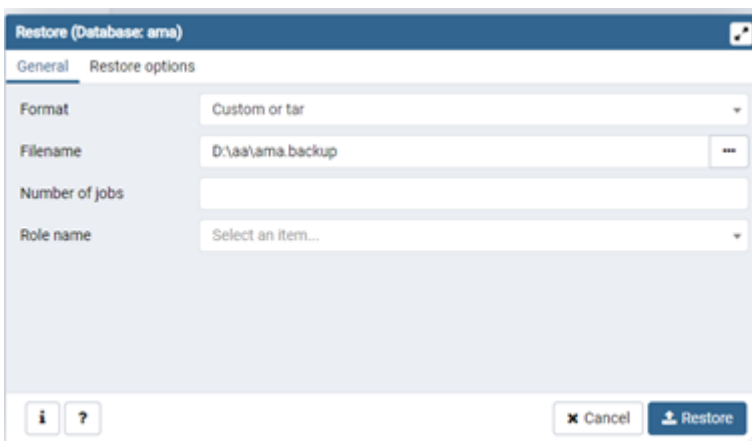 Restore (Database: ama)
General Restore options
Format Custom or tar
Filename D:\aa\ama.backup ...
Number of jobs
Role name Select an item...
i ? Cancel Restore